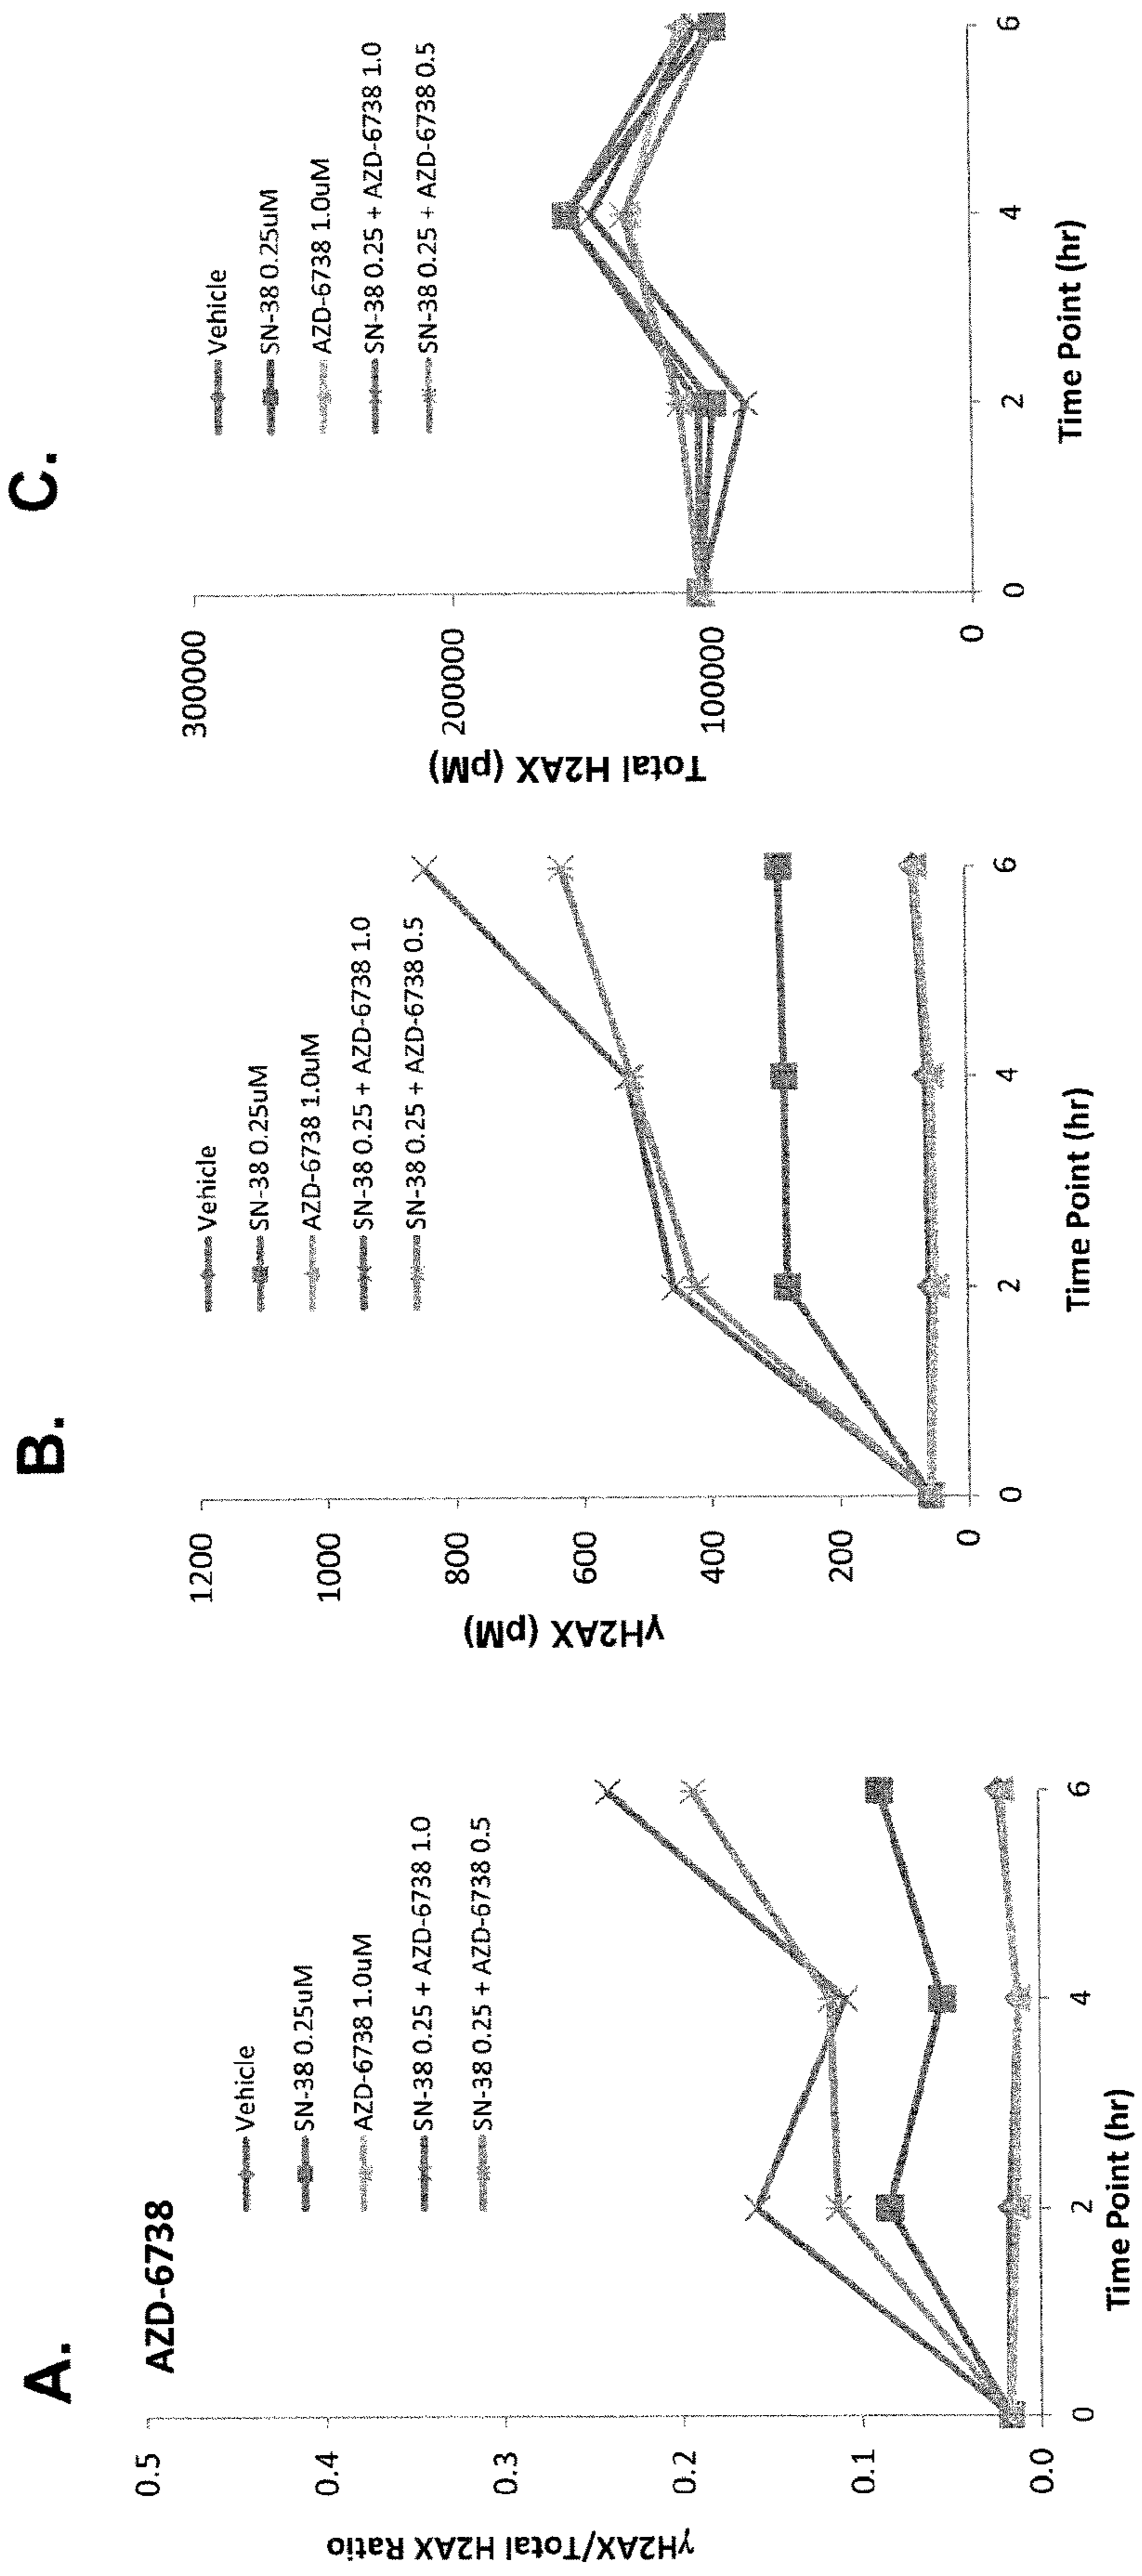 A.
AZD-6738
γH2AX/Total H2AX Ratio
0.5
0.4
0.3
0.2
0.1
0.0
Vehicle
SN-38 0.25uM
AZD-6738 1.0uM
SN-38 0.25 + AZD-6738 1.0
SN-38 0.25 + AZD-6738 0.5
0 2 4 6
Time Point (hr)
B.
γH2AX (pM)
1200
1000
800
600
400
200
0
Vehicle
SN-38 0.25uM
AZD-6738 1.0uM
SN-38 0.25 + AZD-6738 1.0
SN-38 0.25 + AZD-6738 0.5
0 2 4 6
Time Point (hr)
C.
Total H2AX (pM)
300000
200000
100000
0
Vehicle
SN-38 0.25uM
AZD-6738 1.0uM
SN-38 0.25 + AZD-6738 1.0
SN-38 0.25 + AZD-6738 0.5
0 2 4 6
Time Point (hr)